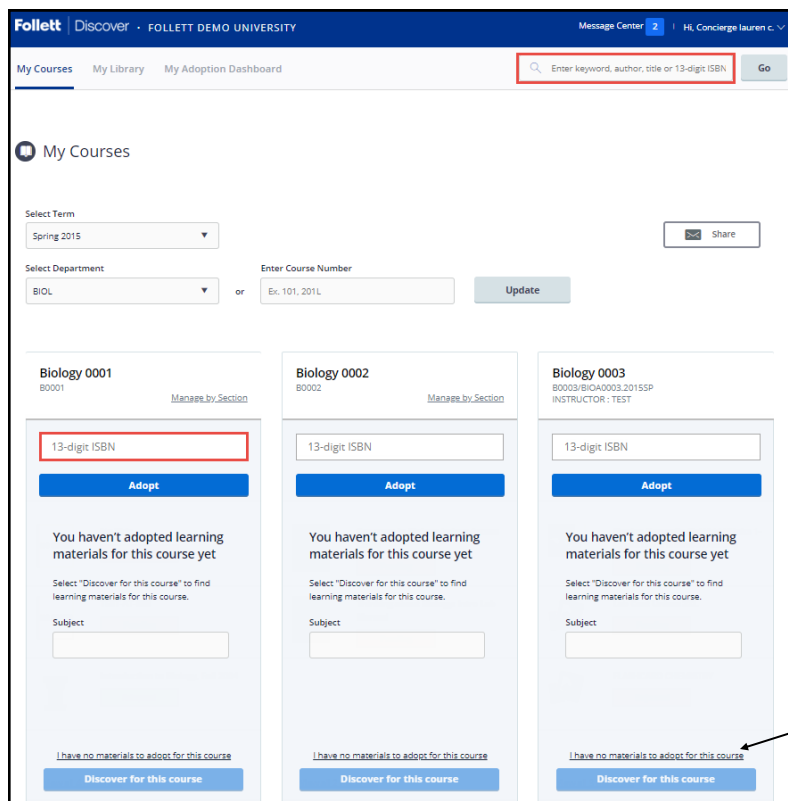 Follett | Discover · FOLLETT DEMO UNIVERSITY
Message Center 2 | Hi, Concierge lauren c.
My Courses My Library My Adoption Dashboard
Enter keyword, author, title or 13-digit ISBN Go
My Courses
Select Term
Spring 2015
Share
Select Department Enter Course Number
BIOL or Ex. 101, 201L Update
Biology 0001
B0001
Manage by Section
13-digit ISBN
Adopt
You haven't adopted learning
materials for this course yet
Select "Discover for this course" to find
learning materials for this course.
Subject
I have no materials to adopt for this course
Discover for this course
Biology 0002
B0002
Manage by Section
13-digit ISBN
Adopt
You haven't adopted learning
materials for this course yet
Select "Discover for this course" to find
learning materials for this course.
Subject
I have no materials to adopt for this course
Discover for this course
Biology 0003
B0003/BIOA0003.2015SP
INSTRUCTOR : TEST
13-digit ISBN
Adopt
You haven't adopted learning
materials for this course yet
Select "Discover for this course" to find
learning materials for this course.
Subject
I have no materials to adopt for this course
Discover for this course